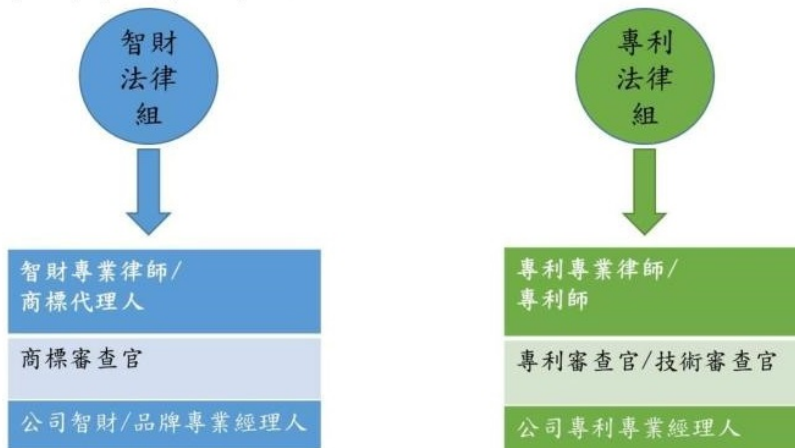 智財
法律
組
專利
法律
組
智財專業律師/
商標代理人
商標審查官
公司智財/品牌專業經理人
專利專業律師/
專利師
專利審查官/技術審查官
公司專利專業經理人